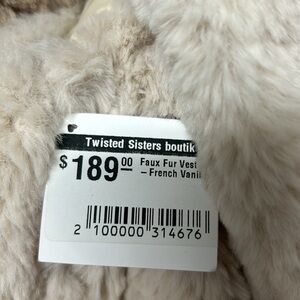 Twisted Sisters boutik
$189.00 Faux Fur Vest
– French Vanil
2 100000 314676